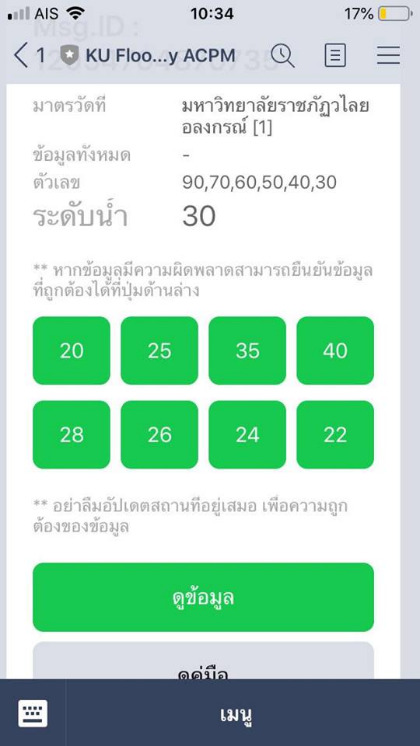 AIS 10:34 17%
Msg.ID :
1 KU Floo...y ACPM
มาตรวัดที่ มหาวิทยาลัยราชภัฏวไลย
อลงกรณ์ [1]
ข้อมูลทั้งหมด -
ตัวเลข 90,70,60,50,40,30
ระดับน้ำ 30
** หากข้อมูลมีความผิดพลาดสามารถยืนยันข้อมูล
ที่ถูกต้องได้ที่ปุ่มด้านล่าง
20 25 35 40
28 26 24 22
** อย่าลืมอัปเดตสถานที่อยู่เสมอ เพื่อความถูก
ต้องของข้อมูล
ดูข้อมูล
ดูคู่มือ
เมนู